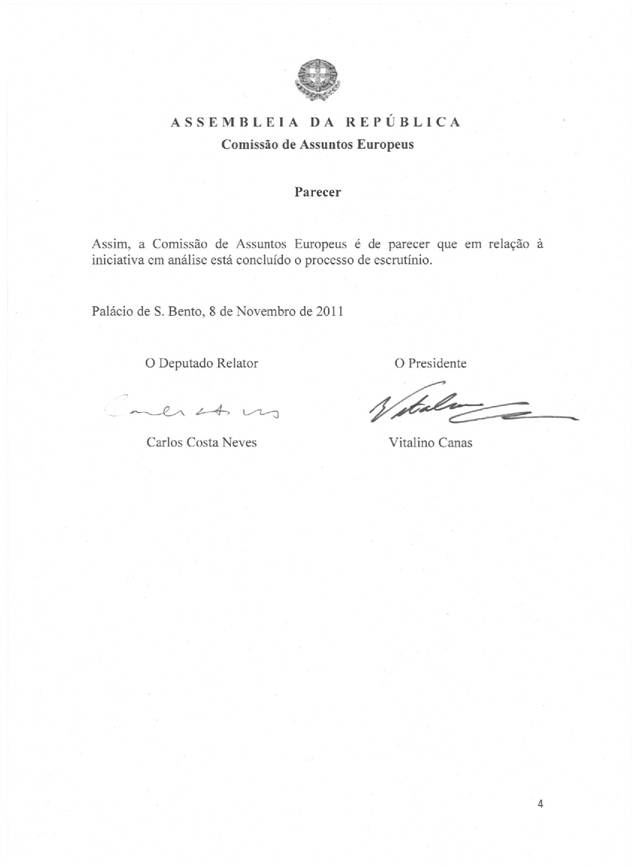 ASSEMBLEIA DA REPÚBLICA
Comissão de Assuntos Europeus
Parecer
Assim, a Comissão de Assuntos Europeus é de parecer que em relação à
iniciativa em análise está concluído o processo de escrutínio.
Palácio de S. Bento, 8 de Novembro de 2011
O Deputado Relator O Presidente
Carlos Costa Neves Vitalino Canas
4